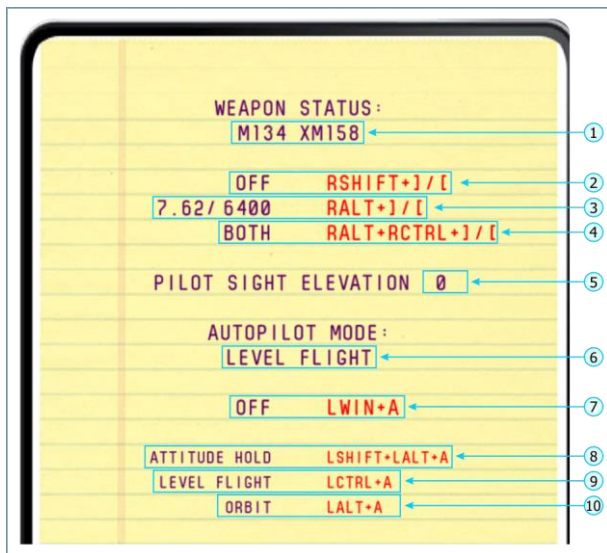 WEAPON STATUS:
M134 XM158 1
OFF RSHIFT+]/[ 2
7.62/6400 RALT+]/[ 3
BOTH RALT+RCTRL+]/[ 4
PILOT SIGHT ELEVATION 0 5
AUTOPILOT MODE:
LEVEL FLIGHT 6
OFF LWIN+A 7
ATTITUDE HOLD LSHIFT+LALT+A 8
LEVEL FLIGHT LCTRL+A 9
ORBIT LALT+A 10